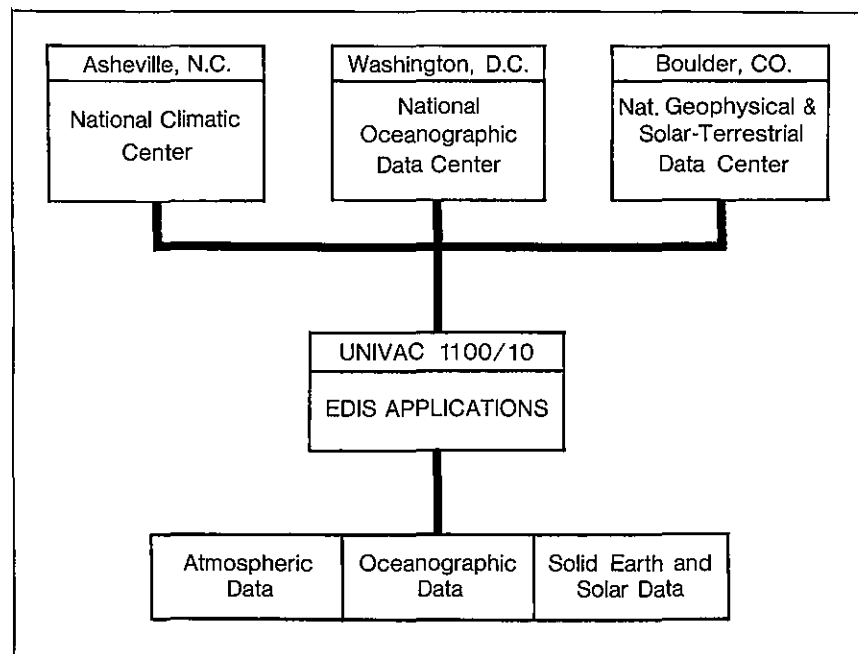 Asheville, N.C.
National Climatic
Center
Washington, D.C.
National
Oceanographic
Data Center
Boulder, CO.
Nat. Geophysical &
Solar-Terrestrial
Data Center
UNIVAC 1100/10
EDIS APPLICATIONS
Atmospheric
Data
Oceanographic
Data
Solid Earth and
Solar Data